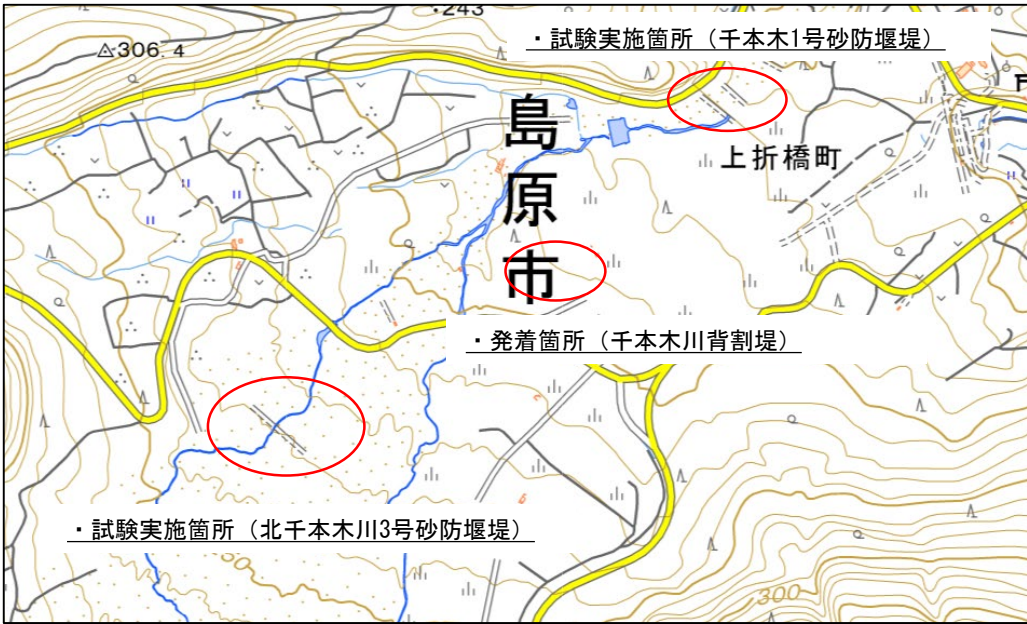 ・243
△306.4
・試験実施箇所（千本木1号砂防堰堤）
島原市
上折橋町
・発着箇所（千本木川背割堤）
・試験実施箇所（北千本木川3号砂防堰堤）
300